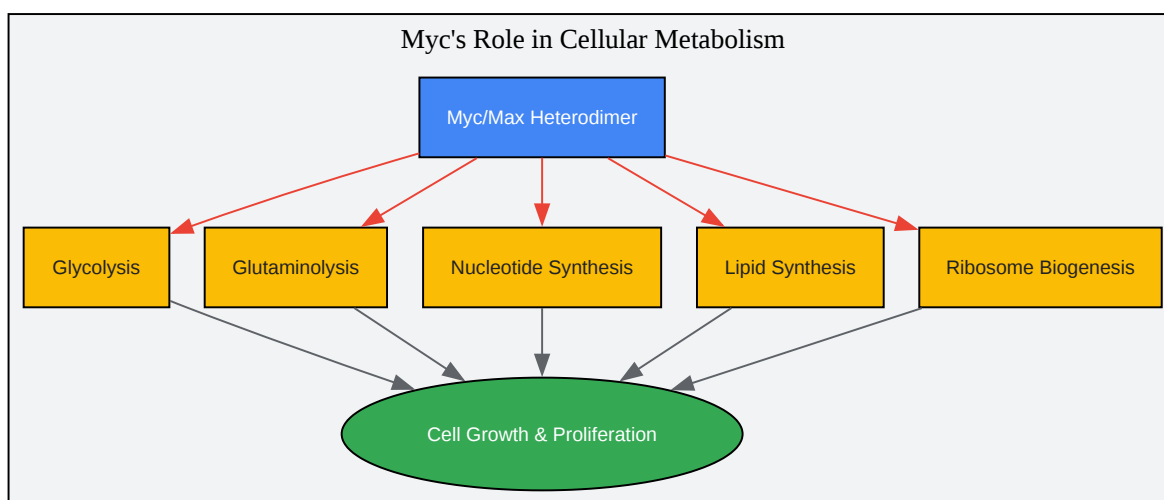 Myc's Role in Cellular Metabolism
Myc/Max Heterodimer
Glycolysis
Glutaminolysis
Nucleotide Synthesis
Lipid Synthesis
Ribosome Biogenesis
Cell Growth & Proliferation